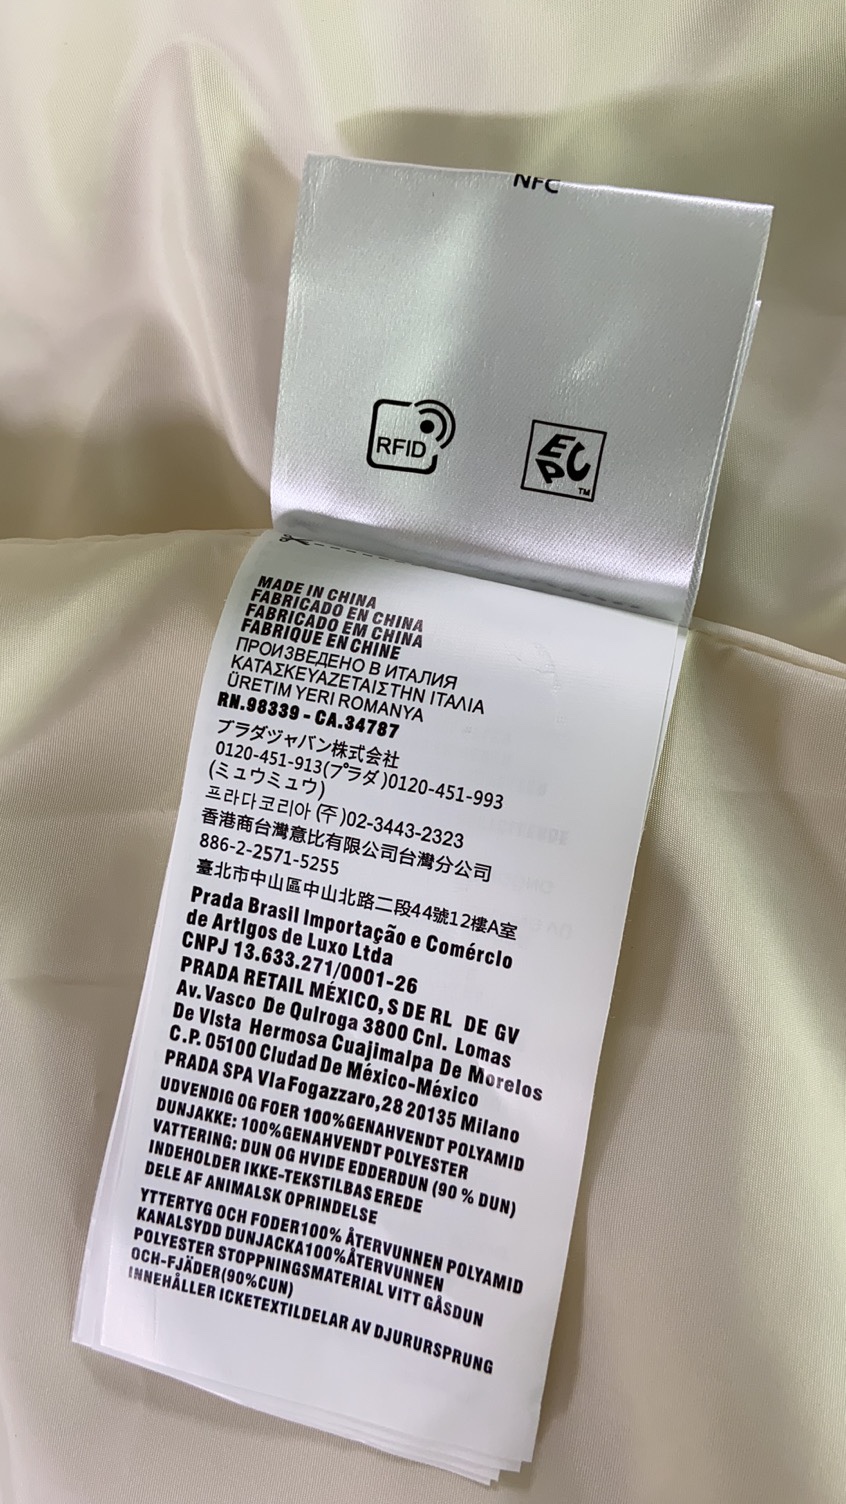 NFC
RFID
EPC
TM
MADE IN CHINA
FABRICADO EN CHINA
FABRICADO EM CHINA
FABRIQUE EN CHINE
ПРОИЗВЕДЕНО В ИТАЛИЯ
ΚΑΤΑΣΚΕΥΑΖΕΤΑΙΣΤΗΝ ΙΤΑΛΙΑ
ÜRETIM YERI ROMANYA
RN.98339 - CA.34787
プラダジャパン株式会社
0120-451-913(プラダ)0120-451-993
(ミュウミュウ)
프라다코리아 (주)02-3443-2323
香港商台灣意比有限公司台灣分公司
886-2-2571-5255
臺北市中山區中山北路二段44號12樓A室
Prada Brasil Importação e Comérclo
de Artlgos de Luxo Ltda
CNPJ 13.633.271/0001-26
PRADA RETAIL MÉXICO, S DE RL DE GV
Av. Vasco De Qulroga 3800 Cnl. Lomas
De Vlsta Hermosa Cuajimalpa De Morelos
C.P. 05100 Cludad De México-México
PRADA SPA Vla Fogazzaro,28 20135 Milano
UDVENDIG OG FOER 100%GENAHVENDT POLYAMID
DUNJAKKE: 100%GENAHVENDT POLYESTER
VATTERING: DUN OG HVIDE EDDERDUN (90 % DUN)
INDEHOLDER IKKE-TEKSTILBAS EREDE
DELE AF ANIMALSK OPRINDELSE
YTTERTYG OCH FODER100% ÅTERVUNNEN POLYAMID
KANALSYDD DUNJACKA100%ÅTERVUNNEN
POLYESTER STOPPNINGSMATERIAL VITT GÅSDUN
OCH-FJÄDER(90%CUN)
INNEHÅLLER ICKETEXTILDELAR AV DJURURSPRUNG